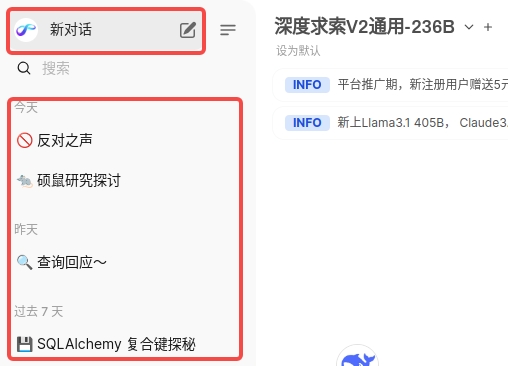 新对话
搜索
今天
🚫 反对之声
🐀 硕鼠研究探讨
昨天
🔍 查询回应～
过去 7 天
💾 SQLAlchemy 复合键探秘
深度求索V2通用-236B
设为默认
INFO 平台推广期，新注册用户赠送5元
INFO 新上Llama3.1 405B， Claude3.